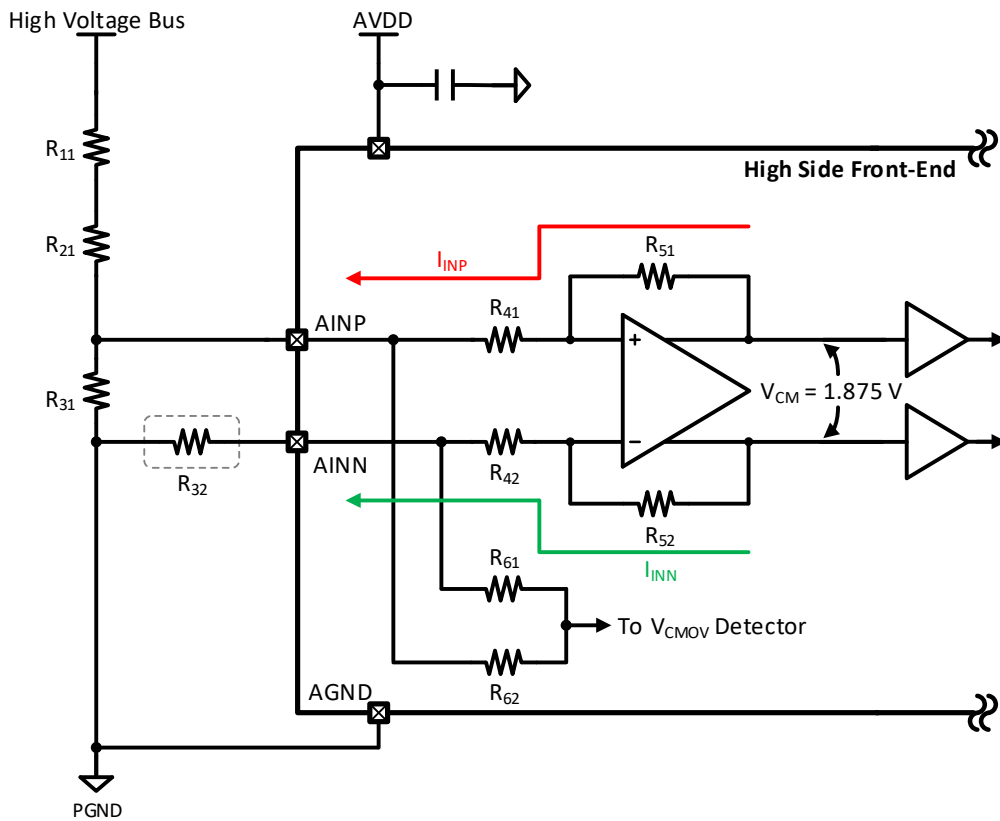 High Voltage Bus
AVDD
R11
High Side Front-End
R21
IINP
R51
AINP
R41
+
R31
VCM = 1.875 V
R32
AINN
R42
−
R52
IINN
R61
To VCMOV Detector
R62
AGND
PGND